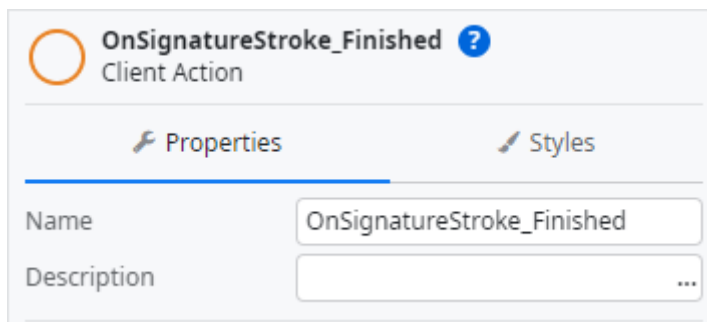 OnSignatureStroke_Finished ?
Client Action
Properties Styles
Name OnSignatureStroke_Finished
Description ...